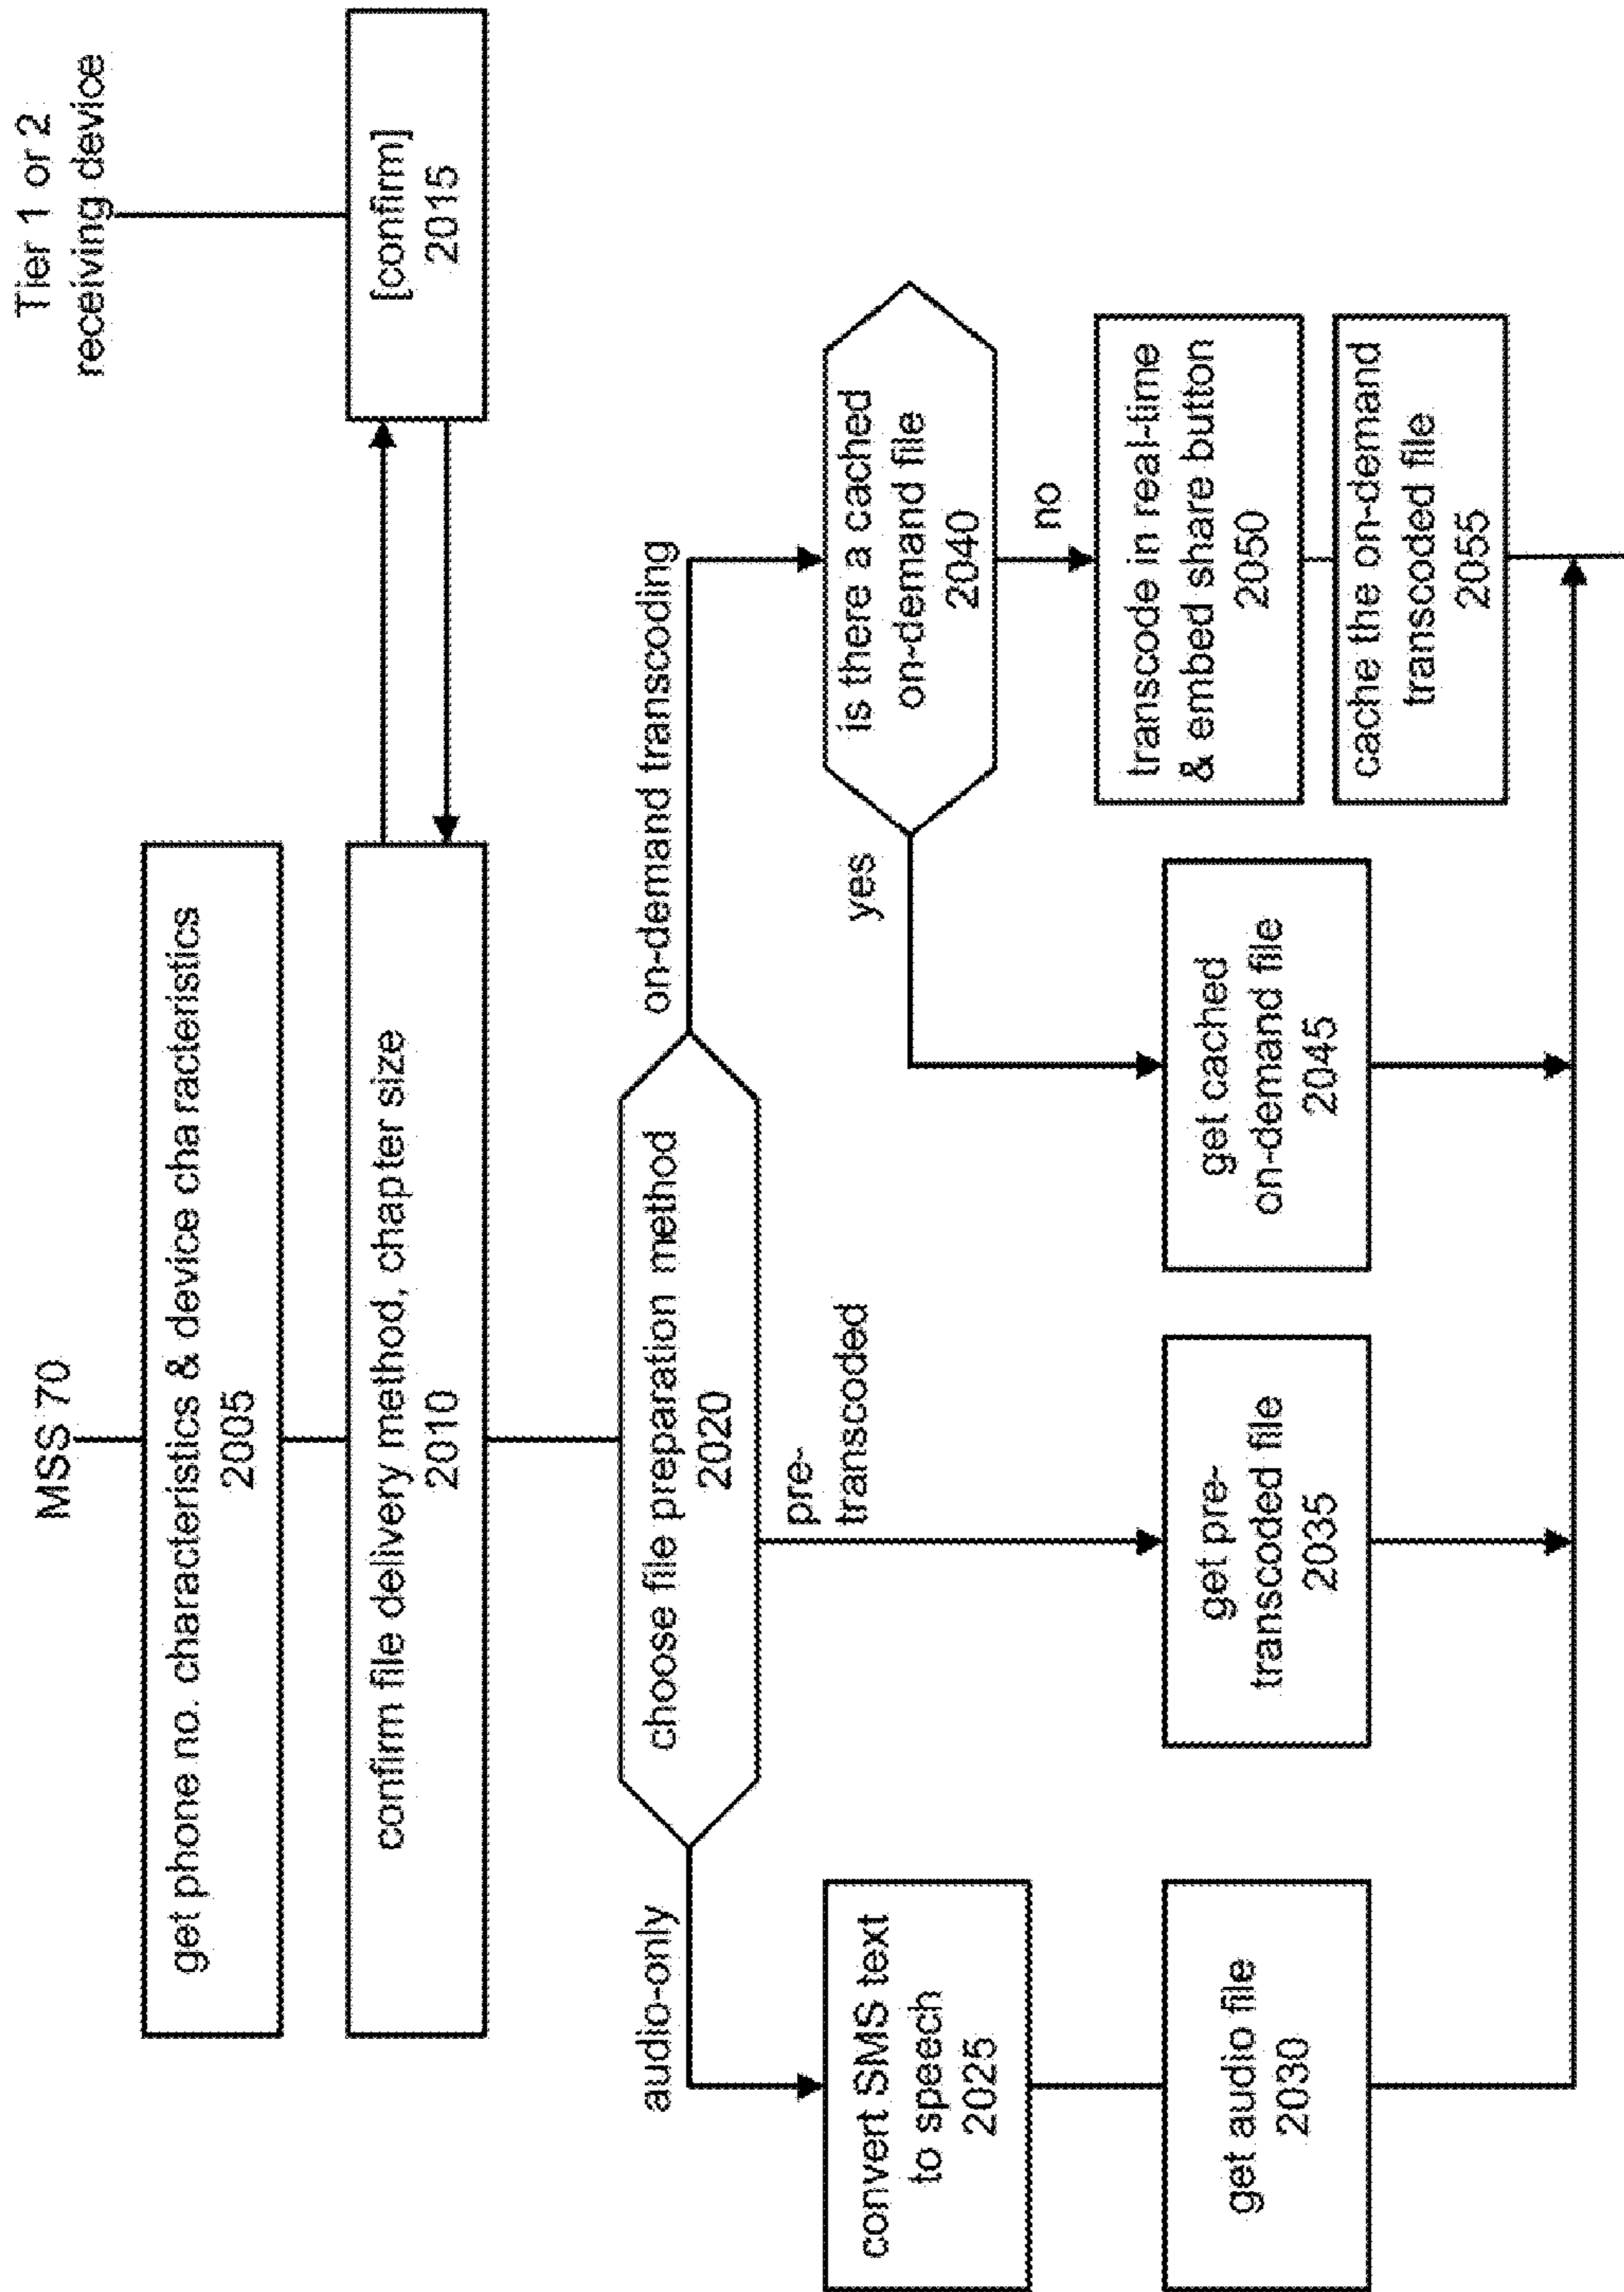 MSS 70
Tier 1 or 2
receiving device
get phone no. characteristics & device cha racteristics
2005
confirm file delivery method, chapter size
2010
[confirm]
2015
choose file preparation method
2020
audio-only
pre-
transcoded
on-demand transcoding
convert SMS text
to speech
2025
is there a cached
on-demand file
2040
yes
no
get audio file
2030
get pre-
transcoded file
2035
get cached
on-demand file
2045
transcode in real-time
& embed share button
2050
cache the on-demand
transcoded file
2055